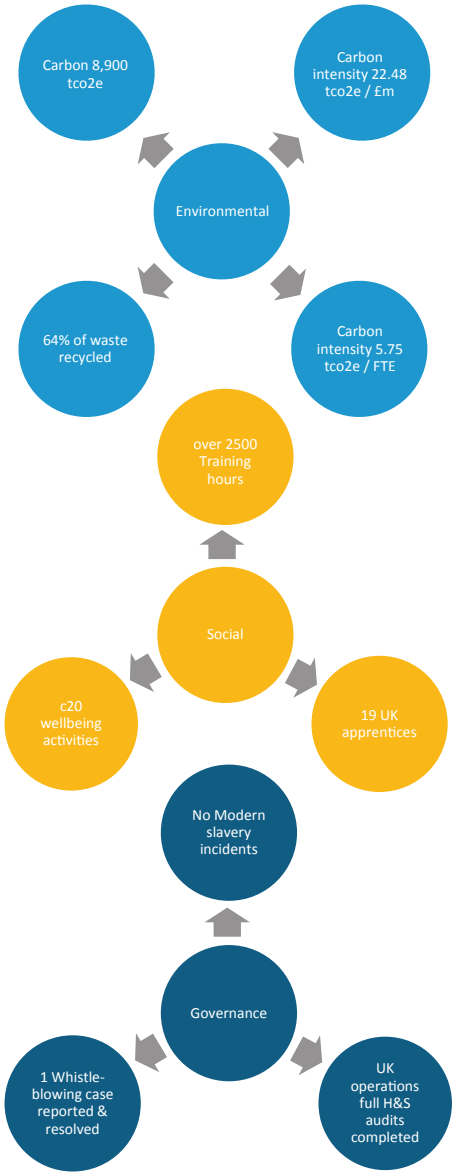 Carbon 8,900
tco2e
Carbon
intensity 22.48
tco2e / £m
Environmental
64% of waste
recycled
Carbon
intensity 5.75
tco2e / FTE
over 2500
Training
hours
Social
c20
wellbeing
activities
19 UK
apprentices
No Modern
slavery
incidents
Governance
1 Whistle-
blowing case
reported &
resolved
UK
operations
full H&S
audits
completed